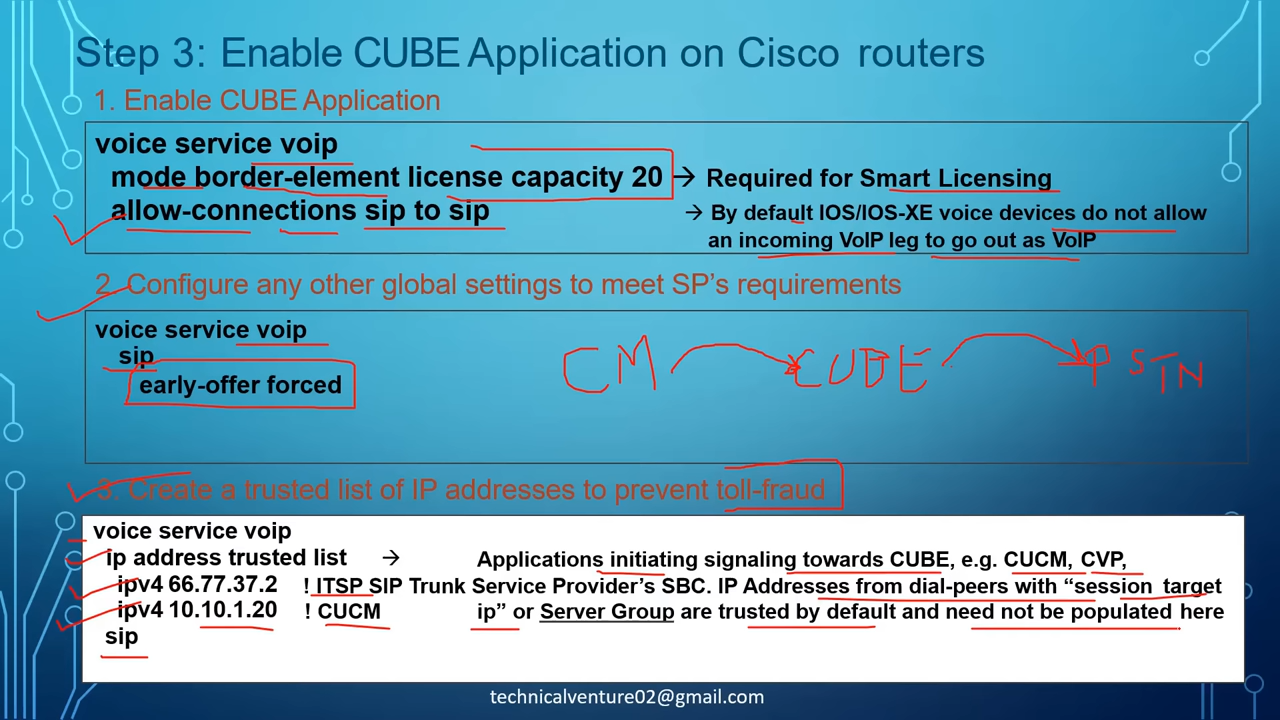 Step 3: Enable CUBE Application on Cisco routers
1. Enable CUBE Application
voice service voip
mode border-element license capacity 20 → Required for Smart Licensing
allow-connections sip to sip → By default IOS/IOS-XE voice devices do not allow
an incoming VoIP leg to go out as VoIP
2. Configure any other global settings to meet SP's requirements
voice service voip
sip
early-offer forced
CM CUBE PSTN
3. Create a trusted list of IP addresses to prevent toll-fraud
voice service voip
ip address trusted list → Applications initiating signaling towards CUBE, e.g. CUCM, CVP,
ipv4 66.77.37.2 ! ITSP SIP Trunk Service Provider's SBC. IP Addresses from dial-peers with “session target
ipv4 10.10.1.20 ! CUCM ip” or Server Group are trusted by default and need not be populated here
sip
technicalventure02@gmail.com